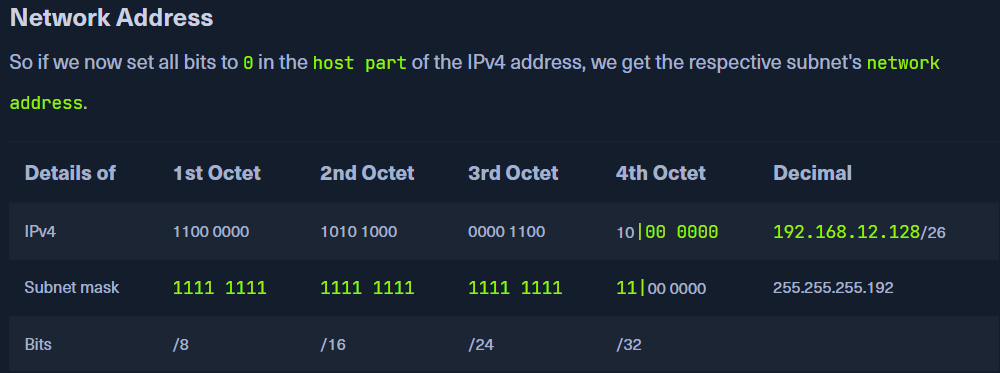 Network Address
So if we now set all bits to 0 in the host part of the IPv4 address, we get the respective subnet's network
address.
Details of 1st Octet 2nd Octet 3rd Octet 4th Octet Decimal
IPv4 1100 0000 1010 1000 0000 1100 10|00 0000 192.168.12.128/26
Subnet mask 1111 1111 1111 1111 1111 1111 11|00 0000 255.255.255.192
Bits /8 /16 /24 /32